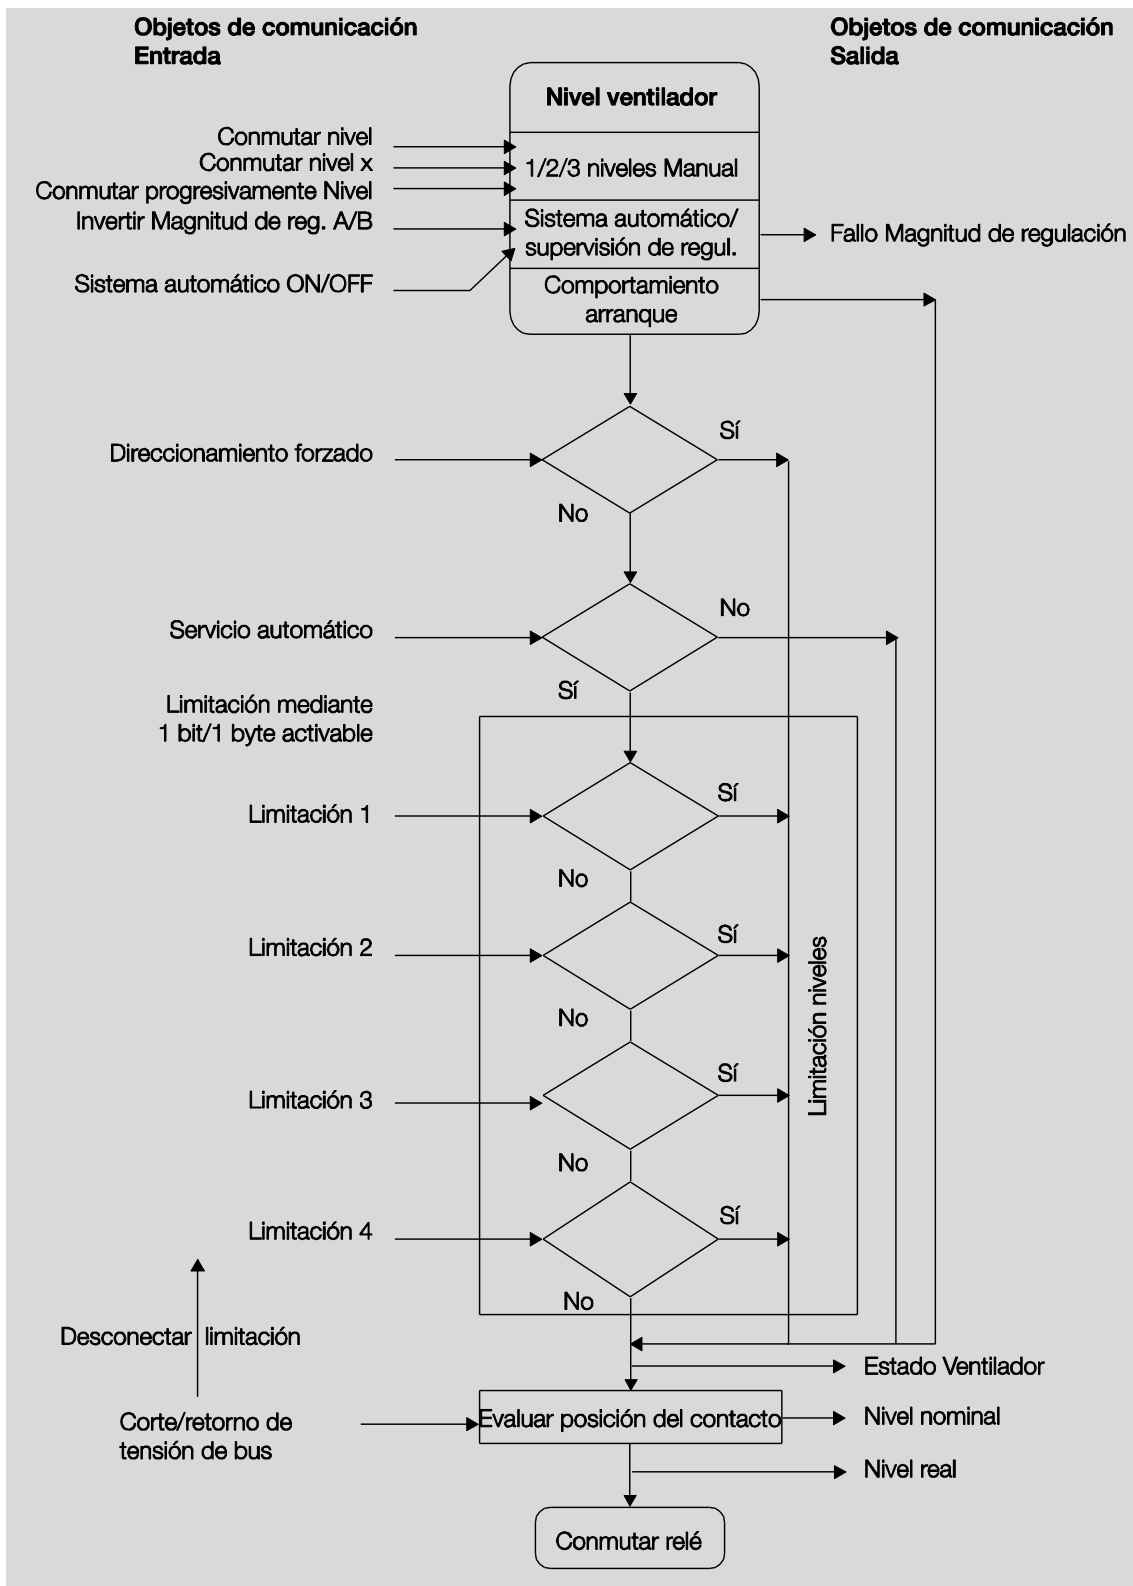 Objetos de comunicación
Entrada
Objetos de comunicación
Salida
Nivel ventilador
Conmutar nivel
Conmutar nivel x
Conmutar progresivamente Nivel
1/2/3 niveles Manual
Invertir Magnitud de reg. A/B
Sistema automático/
supervisión de regul.
Fallo Magnitud de regulación
Sistema automático ON/OFF
Comportamiento
arranque
Sí
Direccionamiento forzado
No
No
Servicio automático
Sí
Limitación mediante
1 bit/1 byte activable
Sí
Limitación 1
No
Sí
Limitación 2
No
Limitación niveles
Sí
Limitación 3
No
Sí
Limitación 4
No
Desconectar limitación
Estado Ventilador
Corte/retorno de
tensión de bus
Evaluar posición del contacto
Nivel nominal
Nivel real
Conmutar relé